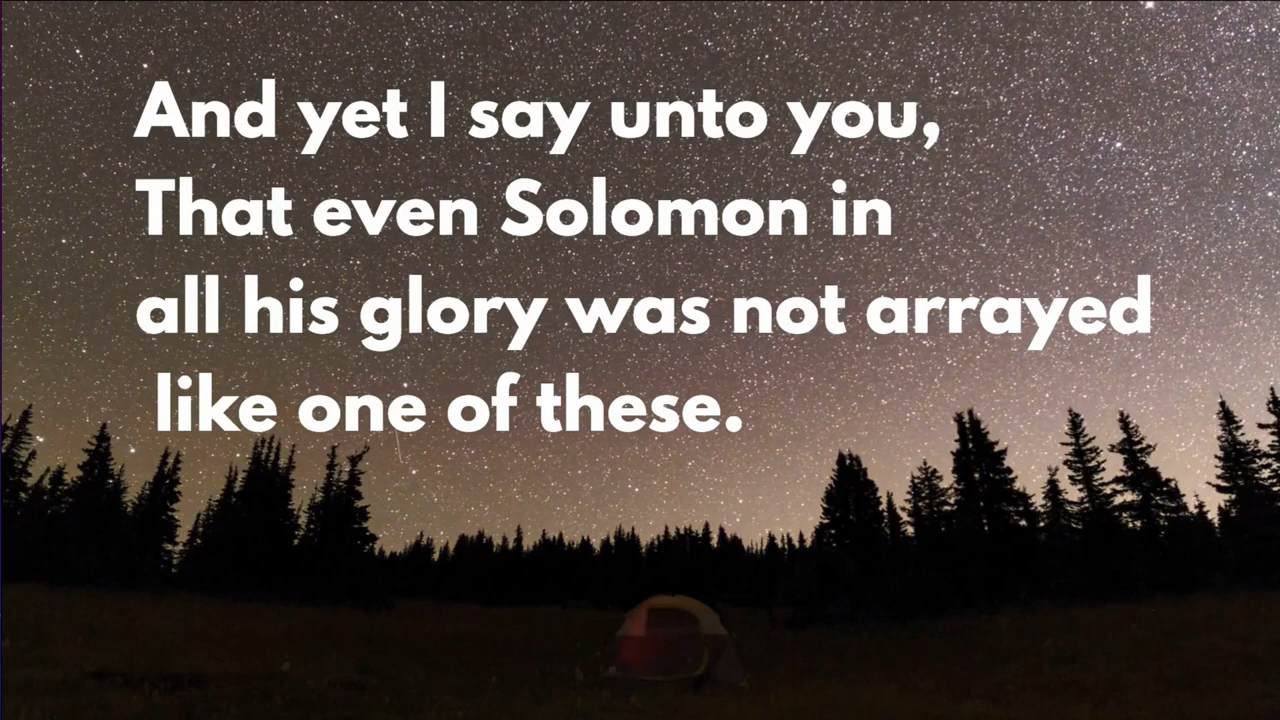 And yet I say unto you,
That even Solomon in
all his glory was not arrayed
like one of these.